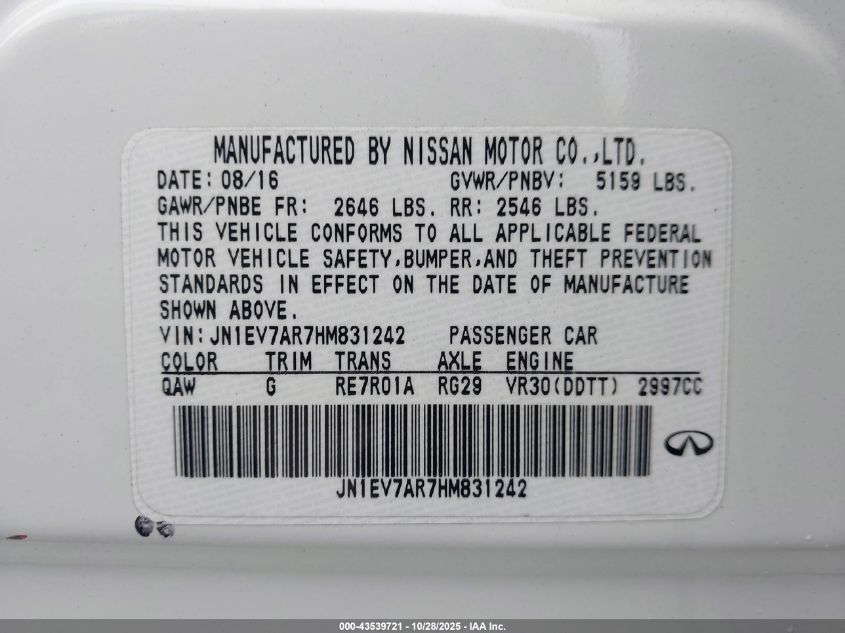 MANUFACTURED BY NISSAN MOTOR CO.,LTD.
DATE: 08/16 GVWR/PNBV: 5159 LBS.
GAWR/PNBE FR: 2646 LBS. RR: 2546 LBS.
THIS VEHICLE CONFORMS TO ALL APPLICABLE FEDERAL
MOTOR VEHICLE SAFETY,BUMPER,AND THEFT PREVENTION
STANDARDS IN EFFECT ON THE DATE OF MANUFACTURE
SHOWN ABOVE.
VIN:JN1EV7AR7HM831242 PASSENGER CAR
COLOR TRIM TRANS AXLE ENGINE
QAW G RE7R01A RG29 VR30(DDTT) 2997CC
JN1EV7AR7HM831242
000-43539721 - 10/28/2025 - IAA Inc.